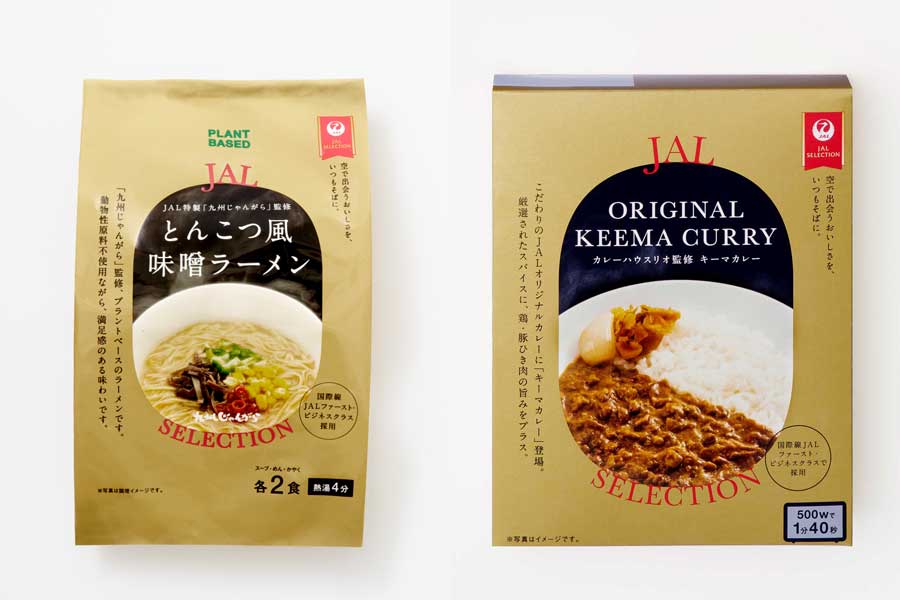 PLANT
BASED
JAL
SELECTION
空で出会うおいしさを、
いつもそばに。
JAL
JAL特製「九州じゃんがら」監修
とんこつ風
味噌ラーメン
「九州じゃんがら」監修、プラントベースのラーメンです。
動物性原料不使用ながら、満足感のある味わいです。
九州じゃんがら
SELECTION
国際線
JALファースト・
ビジネスクラス
採用
スープ・めん・かやく
各2食
熱湯4分
※写真は調理イメージです。
JAL
JAL
SELECTION
空で出会うおいしさを、
いつもそばに。
JAL
ORIGINAL
KEEMA CURRY
カレーハウスリオ監修 キーマカレー
こだわりのJALオリジナルカレーに「キーマカレー」登場。
厳選されたスパイスに、鶏・豚ひき肉の旨みをプラス。
SELECTION
国際線JAL
ファースト・
ビジネスクラスで
採用
500Wで
1分40秒
※写真はイメージです。